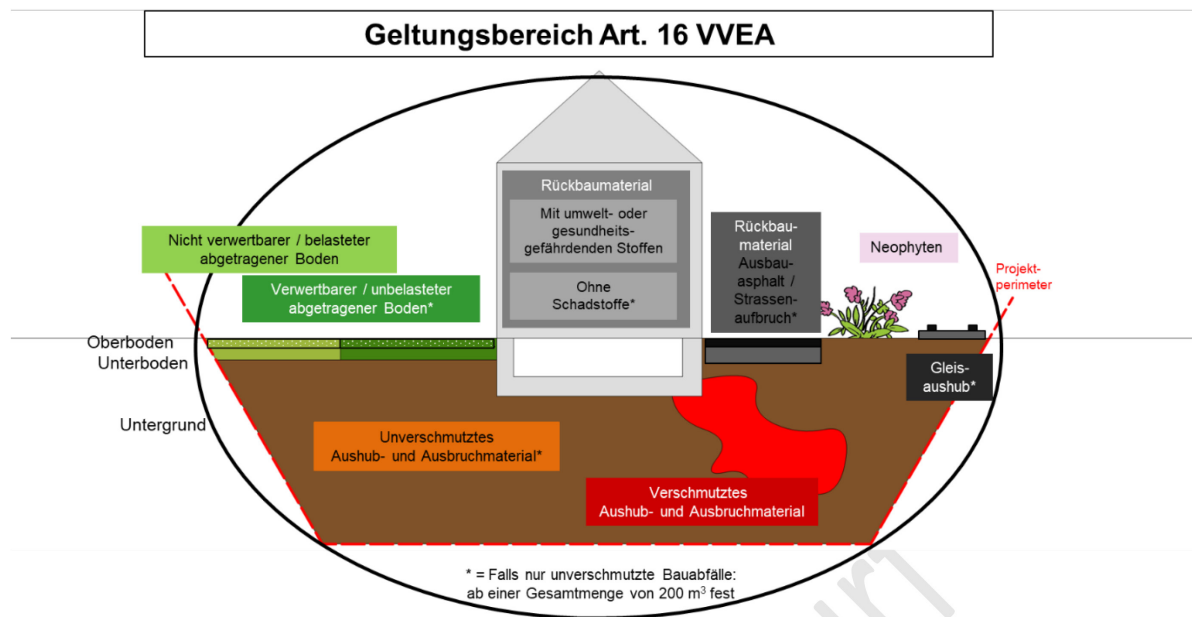 Geltungsbereich Art. 16 VVEA
Rückbaumaterial
Mit umwelt- oder
gesundheits-
gefährdenden Stoffen
Ohne
Schadstoffe*
Nicht verwertbarer / belasteter
abgetragener Boden
Verwertbarer / unbelasteter
abgetragener Boden*
Rückbau-
material
Ausbau-
asphalt /
Strassen-
aufbruch*
Neophyten
Projekt-
perimeter
Oberboden
Unterboden
Untergrund
Gleis-
aushub*
Unverschmutztes
Aushub- und Ausbruchmaterial*
Verschmutztes
Aushub- und Ausbruchmaterial
* = Falls nur unverschmutzte Bauabfälle:
ab einer Gesamtmenge von 200 m³ fest